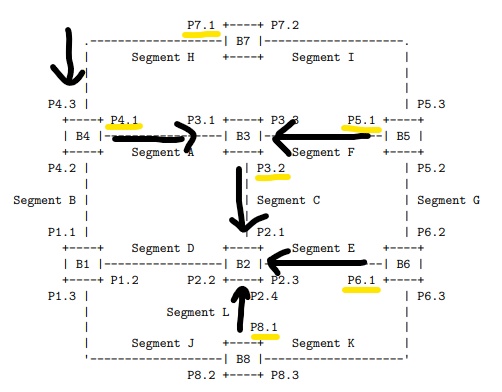 P7.1 +----+ P7.2
.--------------------| B7 |--------------------.
| Segment H +----+ Segment I |
| |
P4.3 | | P5.3
+----+ P4.1 P3.1 +----+ P3.3 P5.1 +----+
| B4 |--------------------| B3 |--------------------| B5 |
+----+ Segment A +----+ Segment F +----+
P4.2 | | P3.2 | P5.2
Segment B | | Segment C | Segment G
P1.1 | | P2.1 | P6.2
+----+ Segment D +----+ Segment E +----+
| B1 |--------------------| B2 |--------------------| B6 |
+----+ P1.2 P2.2 +----+ P2.3 P6.1 +----+
P1.3 | P2.4 | P6.3
| Segment L | |
| | P8.1 |
| Segment J +----+ Segment K |
'--------------------| B8 |--------------------'
P8.2 +----+ P8.3